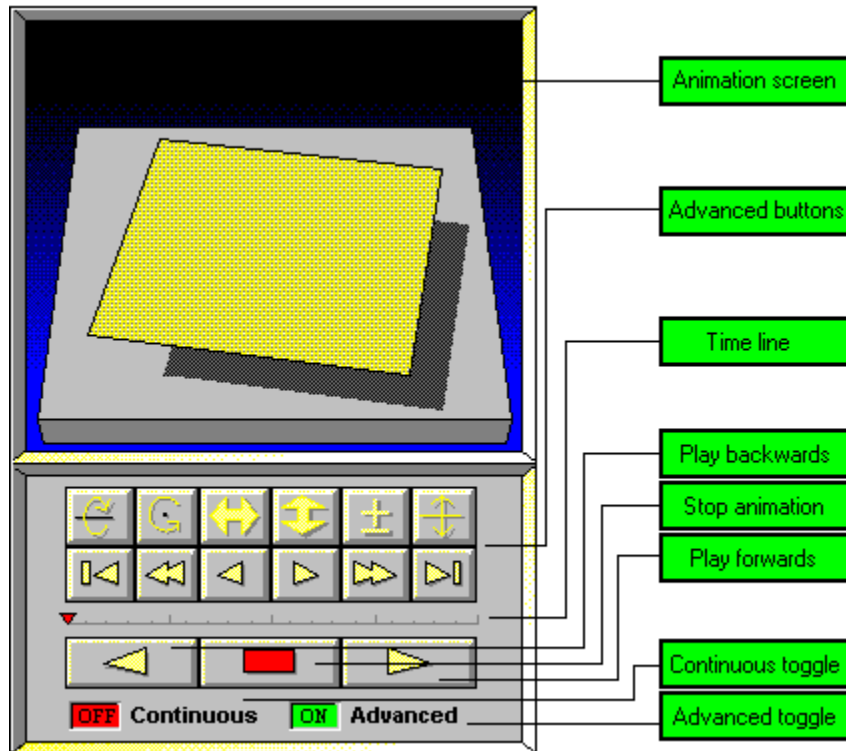 Animation screen
Advanced buttons
Time line
Play backwards
Stop animation
Play forwards
Continuous toggle
OFF Continuous ON Advanced
Advanced toggle